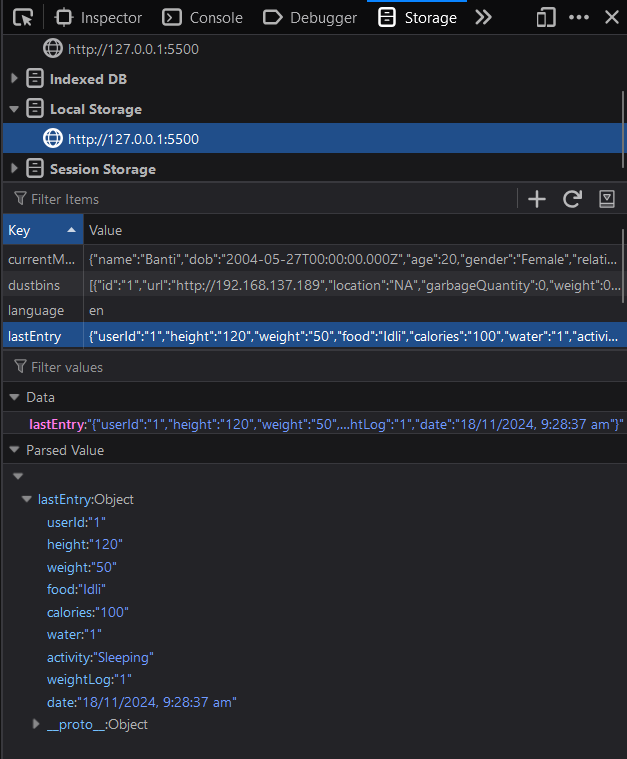 Inspector Console Debugger Storage
http://127.0.0.1:5500
Indexed DB
Local Storage
http://127.0.0.1:5500
Session Storage
Filter Items
Key Value
currentM... {"name":"Banti","dob":"2004-05-27T00:00:00.000Z","age":20,"gender":"Female","relati...
dustbins [{"id":"1","url":"http://192.168.137.189","location":"NA","garbageQuantity":0,"weight":0...
language en
lastEntry {"userId":"1","height":"120","weight":"50","food":"Idli","calories":"100","water":"1","activi...
Filter values
Data
lastEntry:"{"userId":"1","height":"120","weight":"50",...htLog":"1","date":"18/11/2024, 9:28:37 am"}"
Parsed Value
lastEntry:Object
userId:"1"
height:"120"
weight:"50"
food:"Idli"
calories:"100"
water:"1"
activity:"Sleeping"
weightLog:"1"
date:"18/11/2024, 9:28:37 am"
__proto__:Object